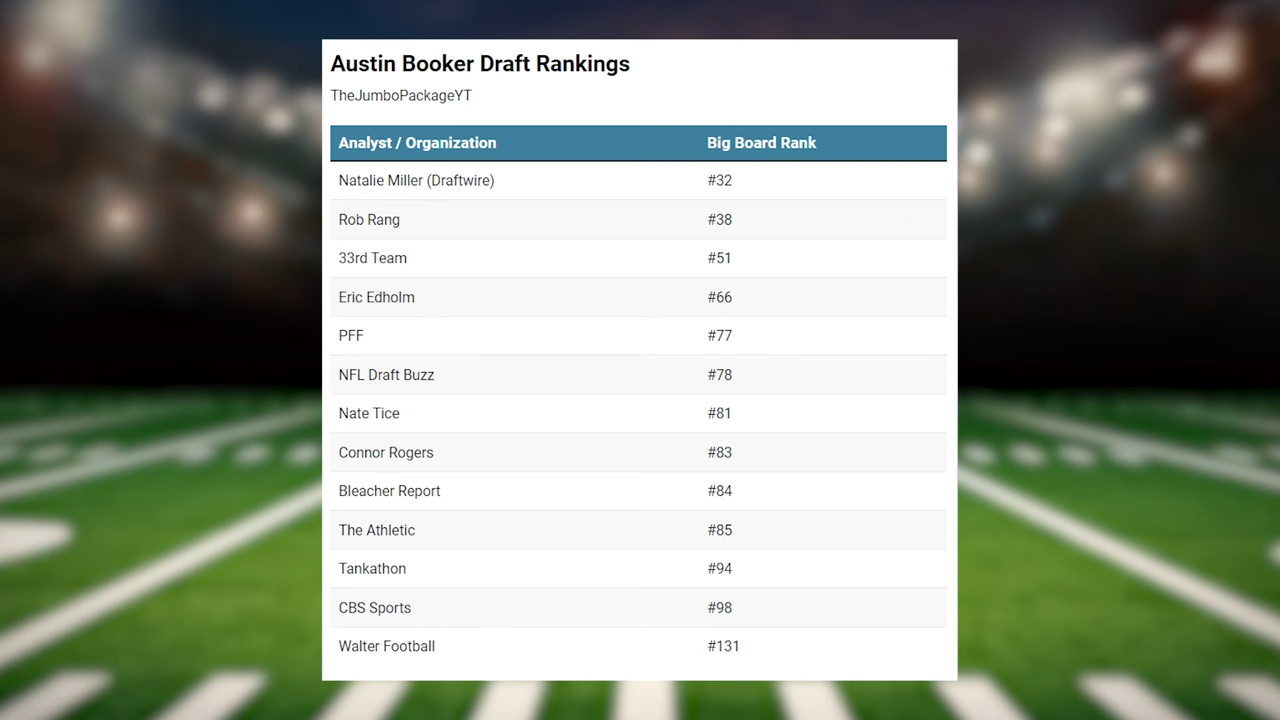 Austin Booker Draft Rankings
TheJumboPackageYT
Analyst / Organization Big Board Rank
Natalie Miller (Draftwire) #32
Rob Rang #38
33rd Team #51
Eric Edholm #66
PFF #77
NFL Draft Buzz #78
Nate Tice #81
Connor Rogers #83
Bleacher Report #84
The Athletic #85
Tankathon #94
CBS Sports #98
Walter Football #131